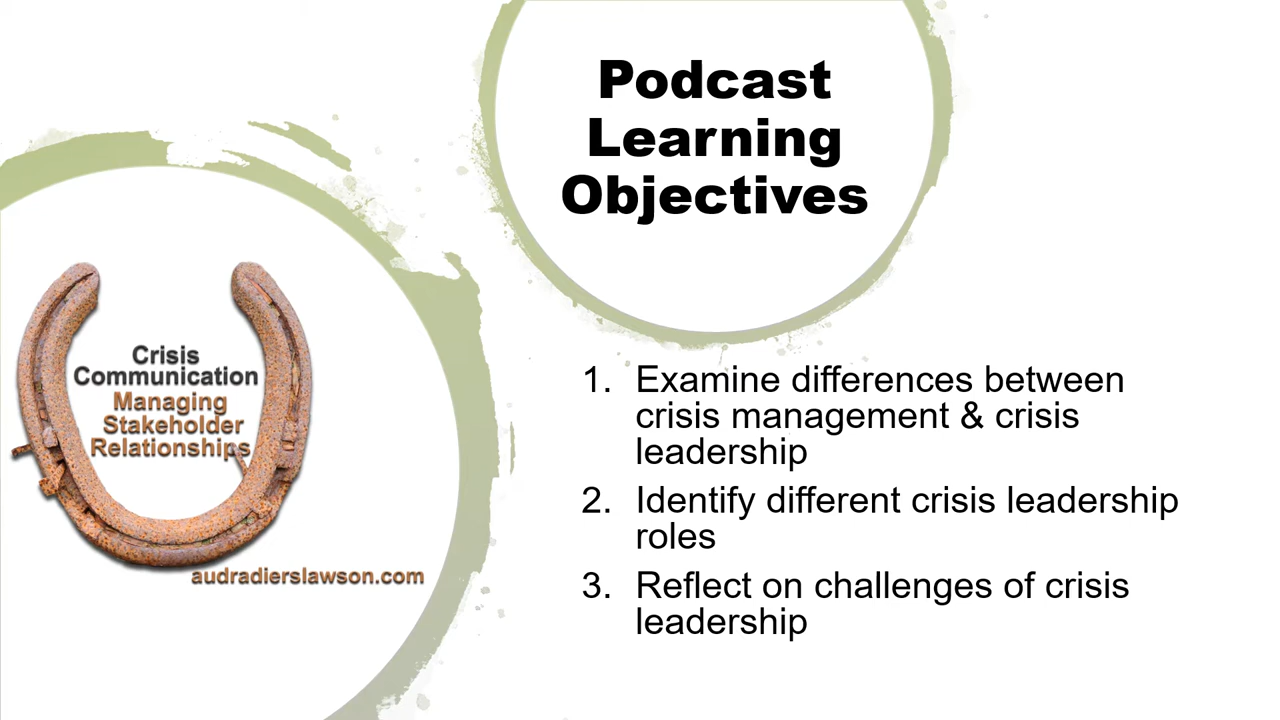 Podcast
Learning
Objectives
Crisis
Communication
Managing
Stakeholder
Relationships
audradierslawson.com
1. Examine differences between
crisis management & crisis
leadership
2. Identify different crisis leadership
roles
3. Reflect on challenges of crisis
leadership